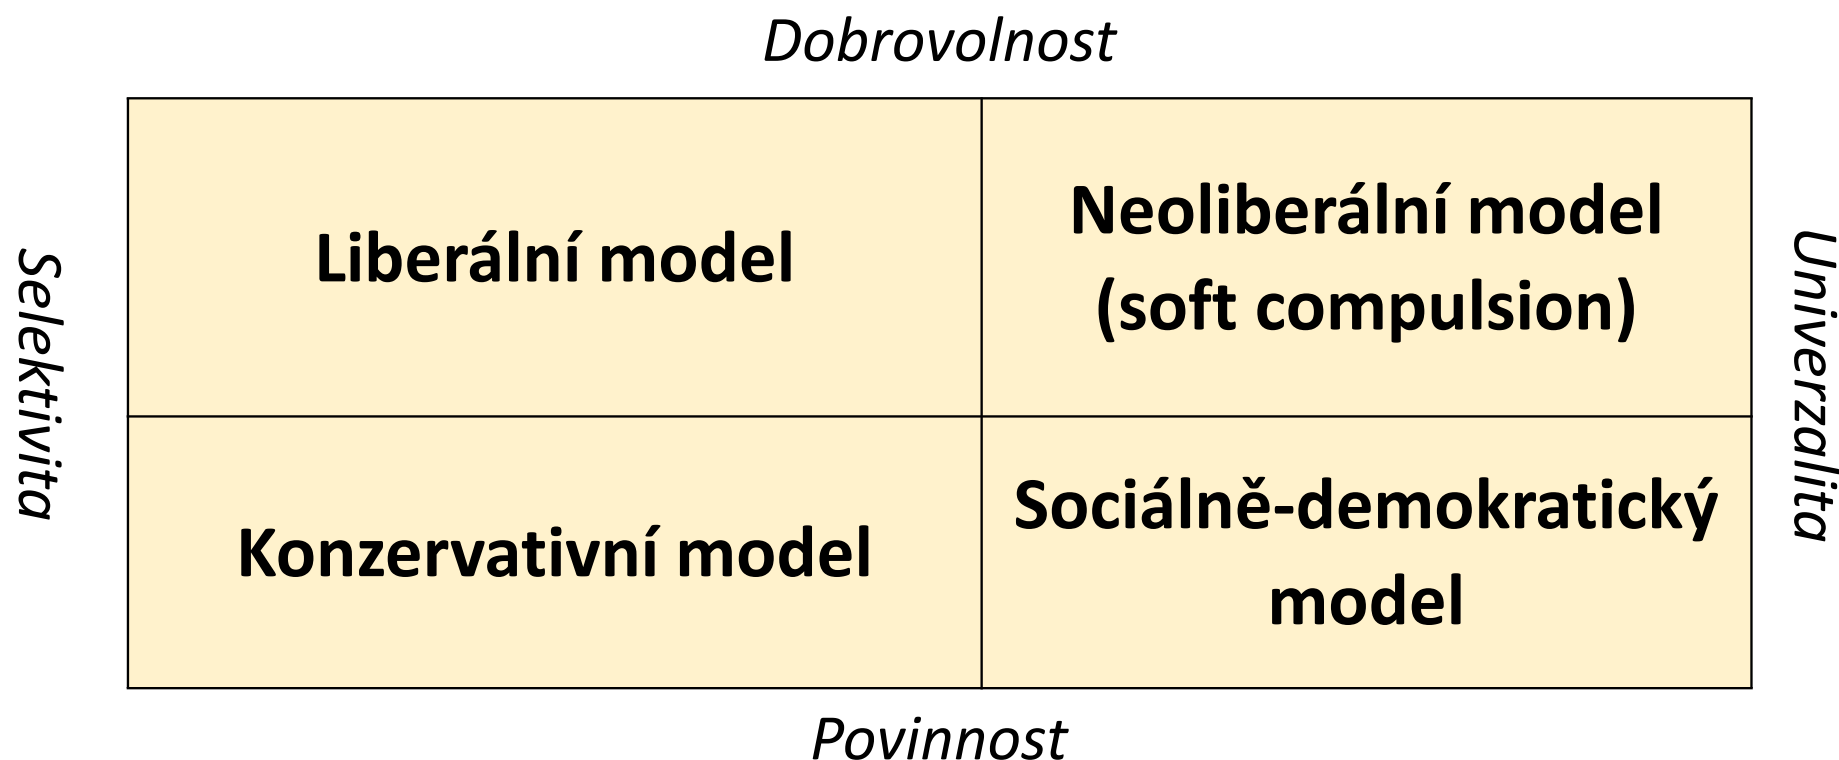 Dobrovolnost
Selektivita
Liberální model
Neoliberální model
(soft compulsion)
Univerzalita
Konzervativní model
Sociálně-demokratický
model
Povinnost